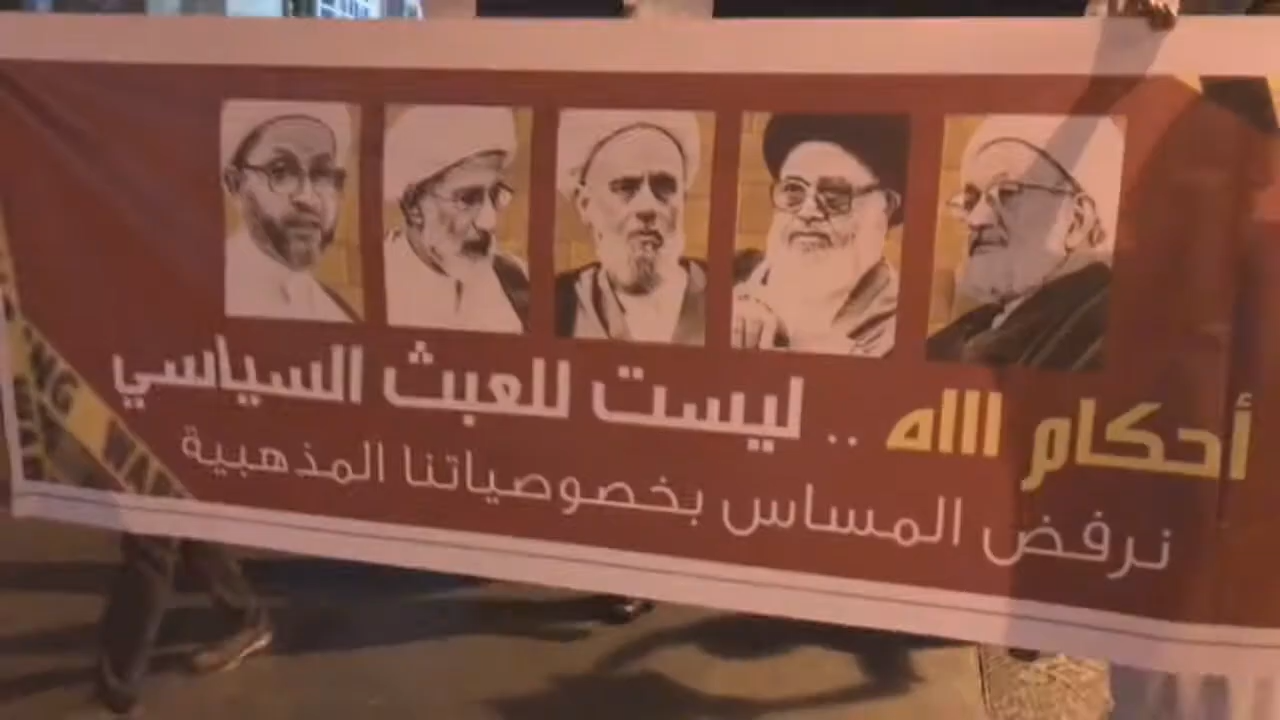 أحكام الله .. ليست للعبث السياسي
نرفض المساس بخصوصياتنا المذهبية